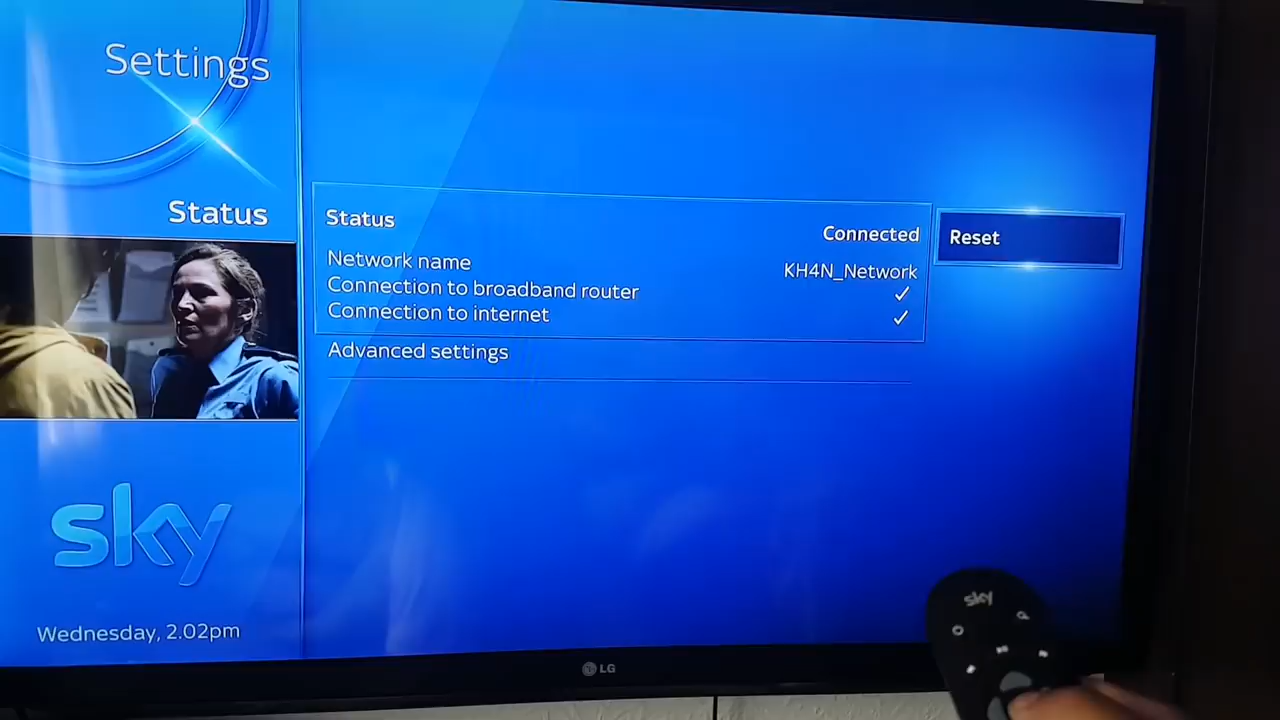 Settings
Status
Status Connected
Network name KH4N_Network
Connection to broadband router ✓
Connection to internet ✓
Advanced settings
Reset
sky
Wednesday, 2.02pm
LG
sky